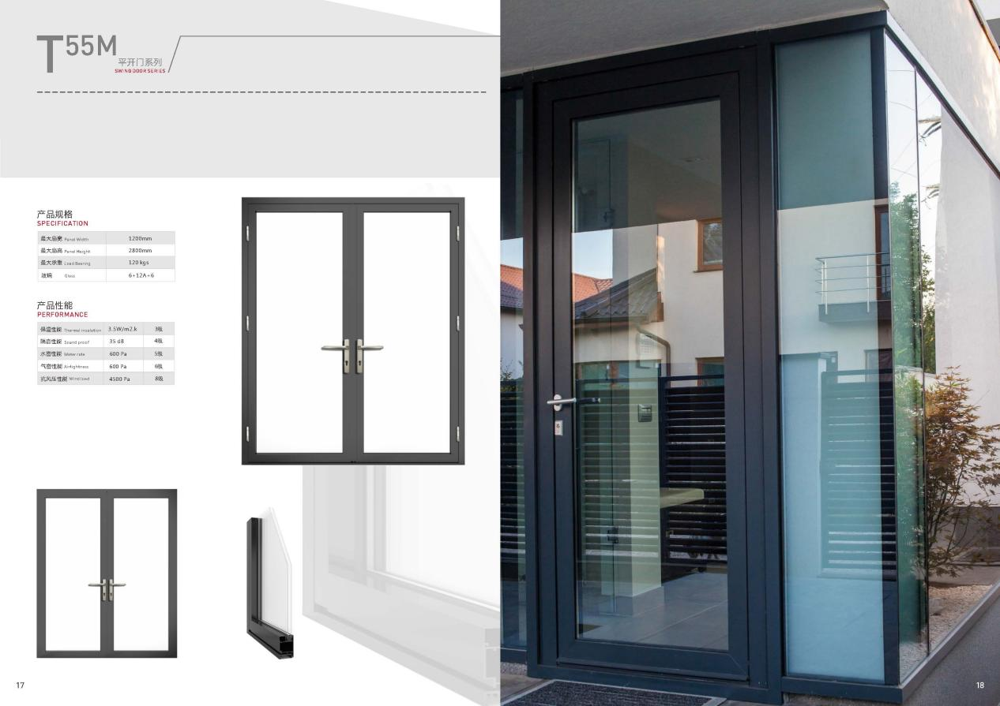 T55M
平开门系列
SWING DOOR SERIES
产品规格
SPECIFICATION
最大扇宽 Panel Width 1200mm
最大扇高 Panel Height 2800mm
最大承重 Load Bearing 120 kgs
玻璃 Glass 6+12A+6
产品性能
PERFORMANCE
保温性能 Thermal insulation 3.5W/m2.k 3级
隔音性能 Sound proof 35 dB 4级
水密性能 Water rate 600 Pa 5级
气密性能 Airtightness 600 Pa 6级
抗风压性能 Wind load 4500 Pa 8级
17
18